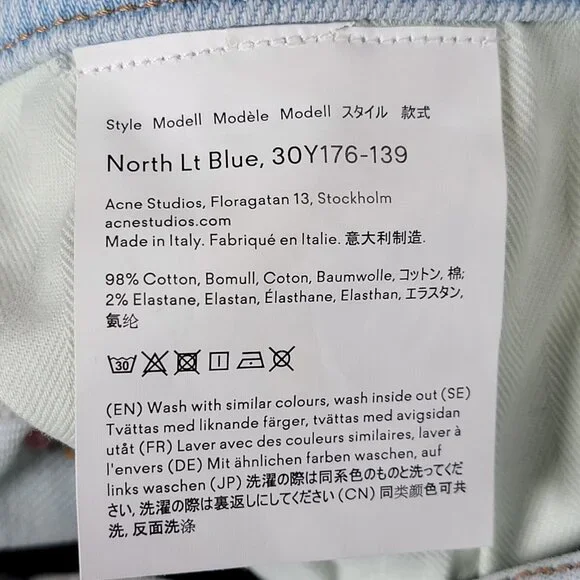 Style Modell Modèle Modell スタイル 款式
North Lt Blue, 30Y176-139
Acne Studios, Floragatan 13, Stockholm
acnestudios.com
Made in Italy. Fabriqué en Italie. 意大利制造.
98% Cotton, Bomull, Coton, Baumwolle, コットン, 棉;
2% Elastane, Elastan, Élasthane, Elasthan, エラスタン,
氨纶
30
(EN) Wash with similar colours, wash inside out (SE)
Tvättas med liknande färger, tvättas med avigsidan
utåt (FR) Laver avec des couleurs similaires, laver à
l'envers (DE) Mit ähnlichen farben waschen, auf
links waschen (JP) 洗濯の際は同系色のものと洗ってくだ
さい、洗濯の際は裏返しにしてください (CN) 同类颜色可共
洗, 反面洗涤